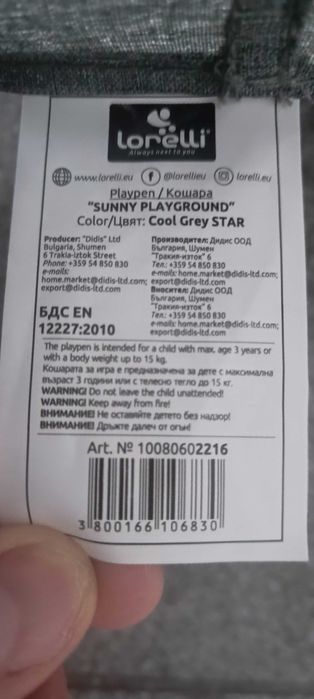 lorelli
Always next to you
www.lorelli.eu @lorellieu lorelli.eu
Playpen / Кошара
"SUNNY PLAYGROUND"
Color/Цвят: Cool Grey STAR
Producer: "Didis" Ltd
Bulgaria, Shumen
6 Trakia-iztok Street
Phone: +359 54 850 830
e-mails:
home.market@didis-ltd.com;
export@didis-ltd.com
БДС EN
12227:2010
Производител: Дидис ООД
България, Шумен
"Тракия-изток" 6
Тел.: +359 54 850 830
e-mails: home.market@didis-ltd.com;
export@didis-ltd.com
Вносител: Дидис ООД
България, Шумен
"Тракия-изток" 6
Тел.: +359 54 850 830
e-mails: home.market@didis-ltd.com;
export@didis-ltd.com
The playpen is intended for a child with max. age 3 years or
with a body weight up to 15 kg.
Кошарата за игра е предназначена за дете с максимална
възраст 3 години или с телесно тегло до 15 кг.
WARNING! Do not leave the child unattended!
WARNING! Keep away from fire!
ВНИМАНИЕ! Не оставяйте детето без надзор!
ВНИМАНИЕ! Дръжте далеч от огън!
Art. № 10080602216
3 800166 106830